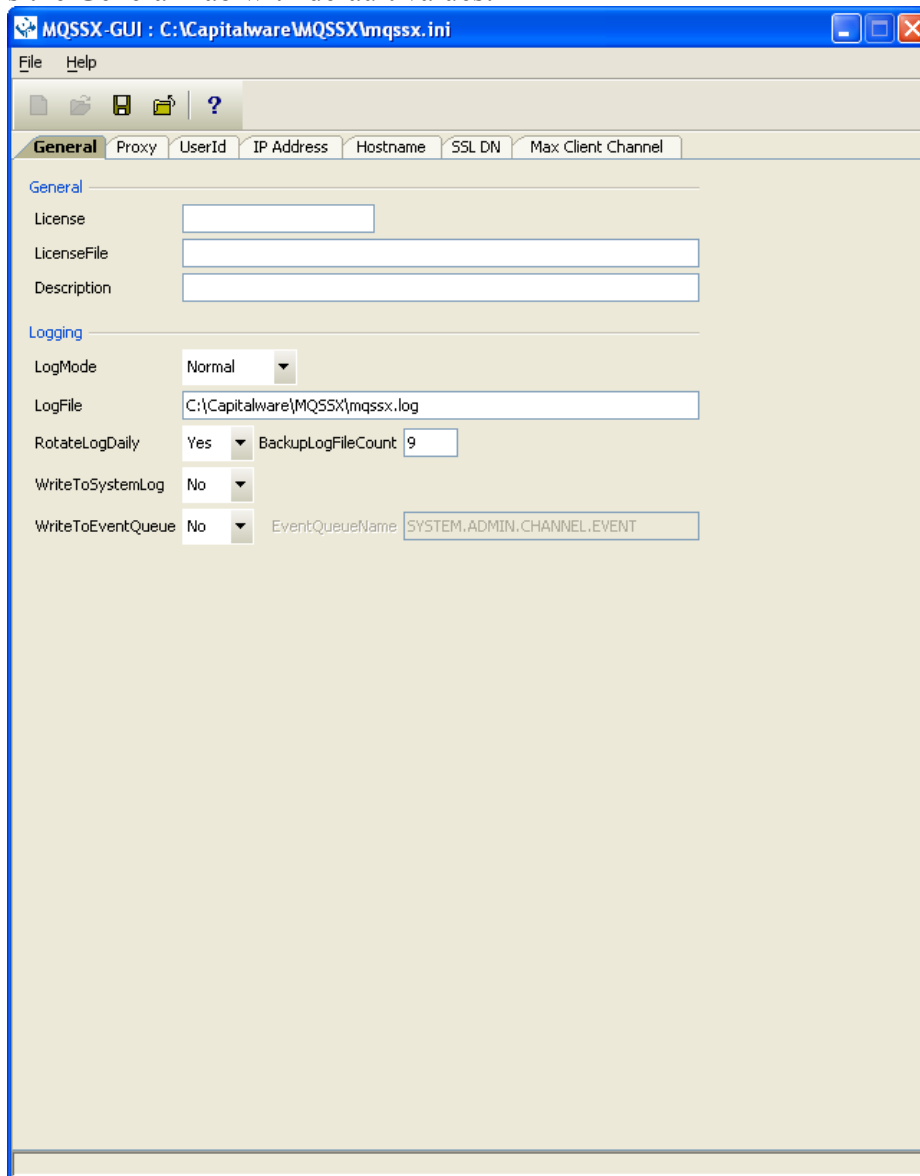 MQSSX-GUI : C:\Capitalware\MQSSX\mqssx.ini
File Help
?
General Proxy UserId IP Address Hostname SSL DN Max Client Channel
General
License
LicenseFile
Description
Logging
LogMode Normal
LogFile C:\Capitalware\MQSSX\mqssx.log
RotateLogDaily Yes BackupLogFileCount 9
WriteToSystemLog No
WriteToEventQueue No EventQueueName SYSTEM.ADMIN.CHANNEL.EVENT